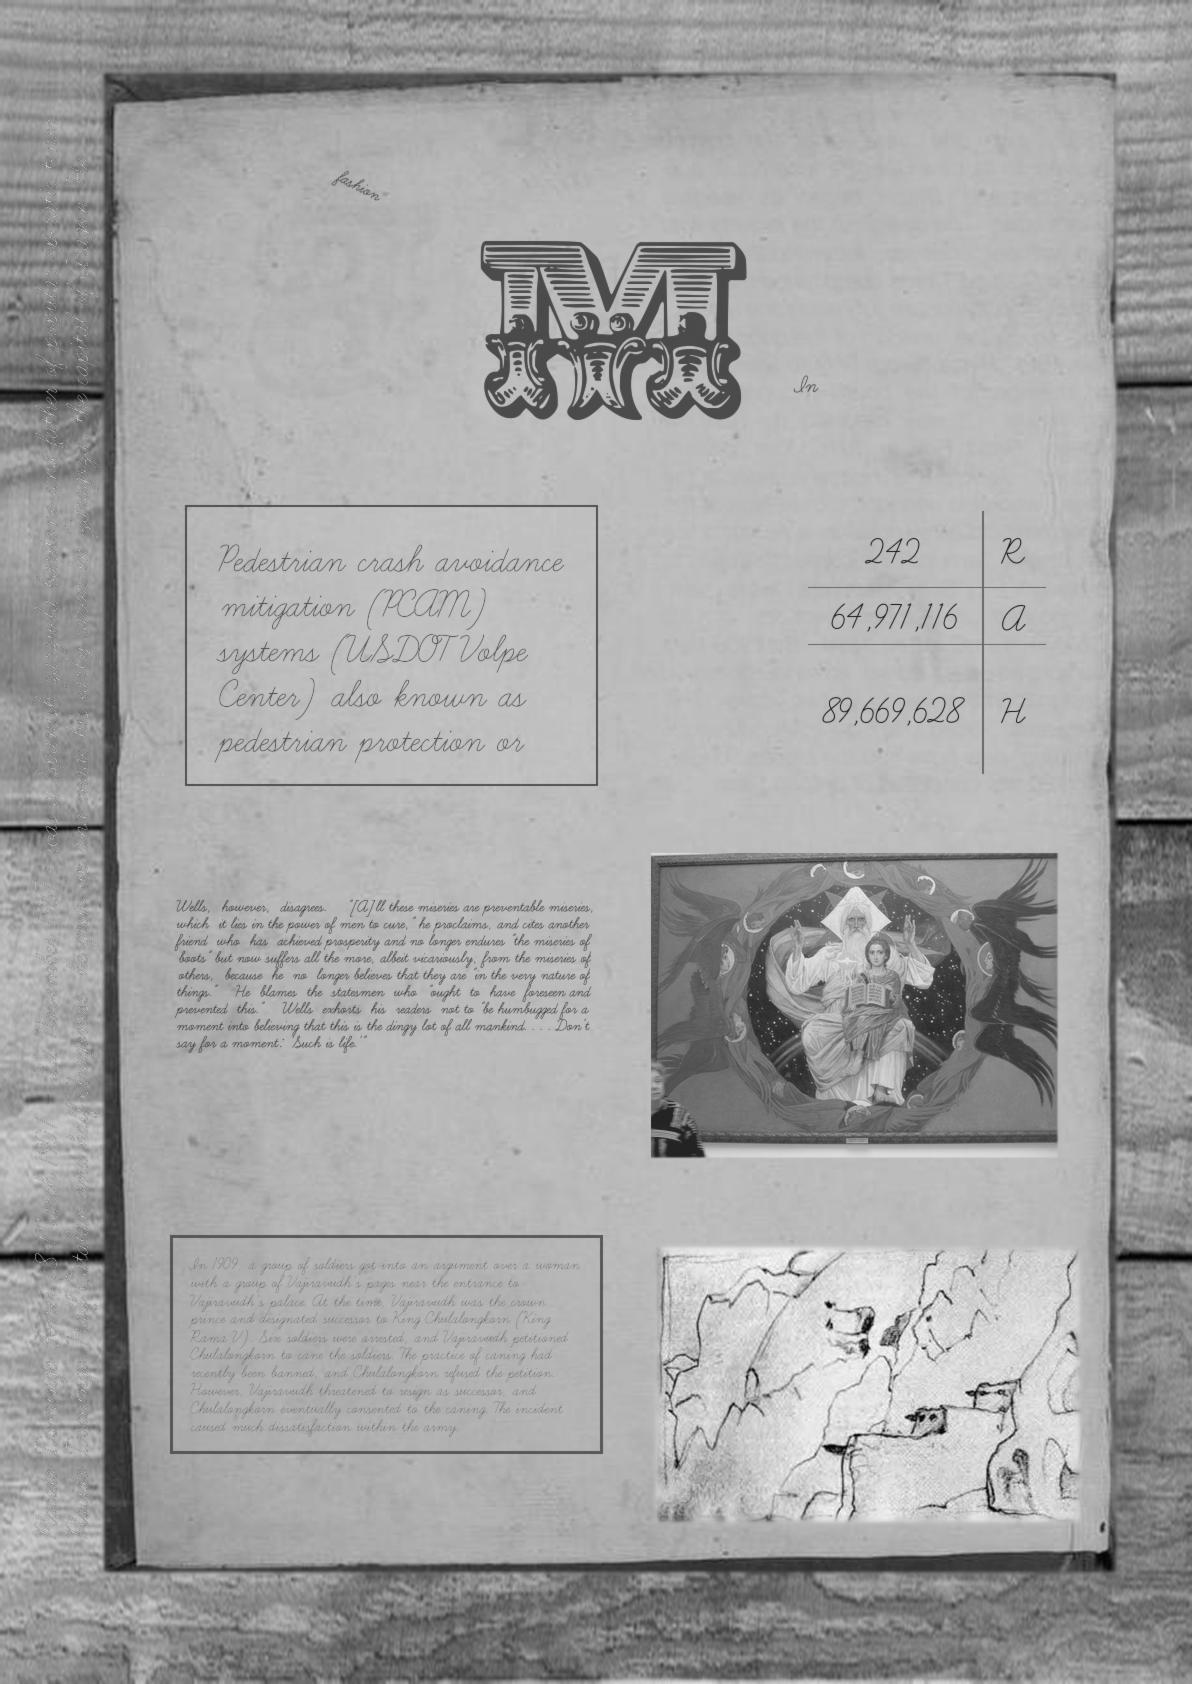 fashion"
M
In
Pedestrian crash avoidance
mitigation (PCAM)
systems (USDOT Volpe
Center) also known as
pedestrian protection or
242 R
64,971,116 A
89,669,628 H
Wells, however, disagrees. "[A]ll these miseries are preventable miseries,
which it lies in the power of men to cure," he proclaims, and cites another
friend who has achieved prosperity and no longer endures "the miseries of
boots" but now suffers all the more, albeit vicariously, from the miseries of
others, because he no longer believes that they are "in the very nature of
things." He blames the statesmen who "ought to have foreseen and
prevented this." Wells exhorts his readers not to "be humbugged for a
moment into believing that this is the dingy lot of all mankind. . . . Don't
say for a moment: 'Such is life.'"
In 1909 a group of soldiers got into an argument over a woman
with a group of Vajiravudh's pages near the entrance to
Vajiravudh's palace. At the time, Vajiravudh was the crown
prince and designated successor to King Chulalongkorn (King
Rama V). Six soldiers were arrested, and Vajiravudh petitioned
Chulalongkorn to cane the soldiers. The practice of caning had
recently been banned, and Chulalongkorn refused the petition.
However, Vajiravudh threatened to resign as successor, and
Chulalongkorn eventually consented to the caning. The incident
caused much dissatisfaction within the army.